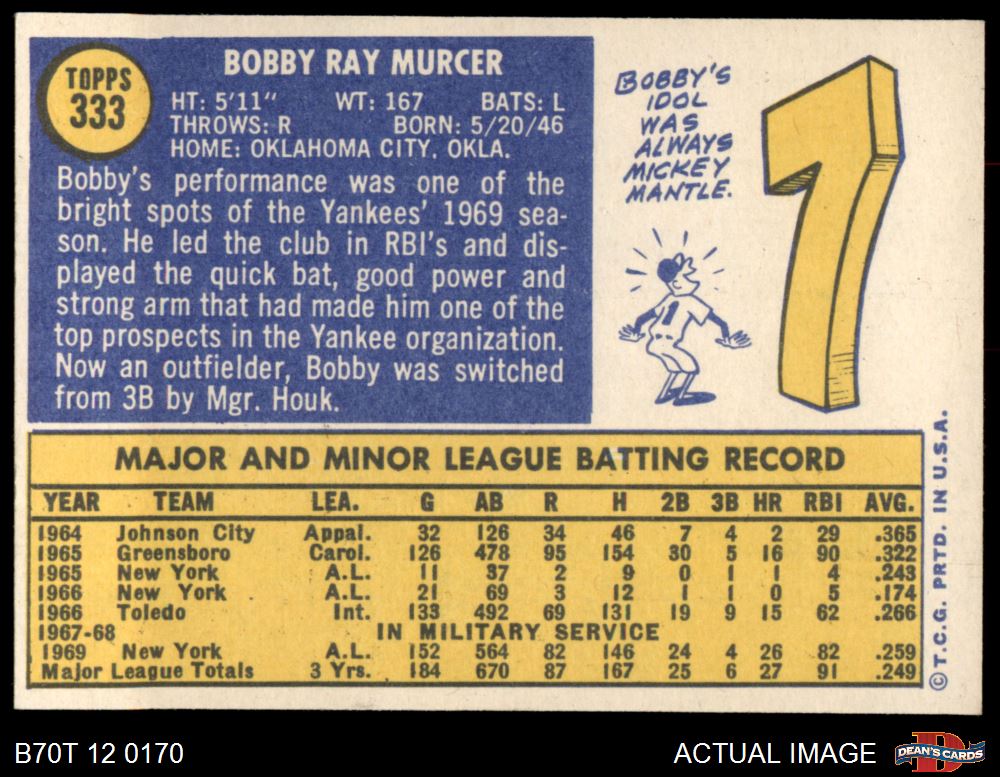 TOPPS
333
BOBBY RAY MURCER
HT: 5'11" WT: 167 BATS: L
THROWS: R BORN: 5/20/46
HOME: OKLAHOMA CITY, OKLA.
Bobby's performance was one of the
bright spots of the Yankees' 1969 sea-
son. He led the club in RBI's and dis-
played the quick bat, good power and
strong arm that had made him one of the
top prospects in the Yankee organization.
Now an outfielder, Bobby was switched
from 3B by Mgr. Houk.
BOBBY'S
IDOL
WAS
ALWAYS
MICKEY
MANTLE.
7
1
MAJOR AND MINOR LEAGUE BATTING RECORD
YEAR TEAM LEA. G AB R H 2B 3B HR RBI AVG.
1964 Johnson City Appal. 32 126 34 46 7 4 2 29 .365
1965 Greensboro Carol. 126 478 95 154 30 5 16 90 .322
1965 New York A.L. 11 37 2 9 0 1 1 4 .243
1966 New York A.L. 21 69 3 12 1 1 0 5 .174
1966 Toledo Int. 133 492 69 131 19 9 15 62 .266
1967-68 IN MILITARY SERVICE
1969 New York A.L. 152 564 82 146 24 4 26 82 .259
Major League Totals 3 Yrs. 184 670 87 167 25 6 27 91 .249
© T.C.G. PRTD. IN U.S.A.
B70T 12 0170
ACTUAL IMAGE
D
DEAN'S CARDS